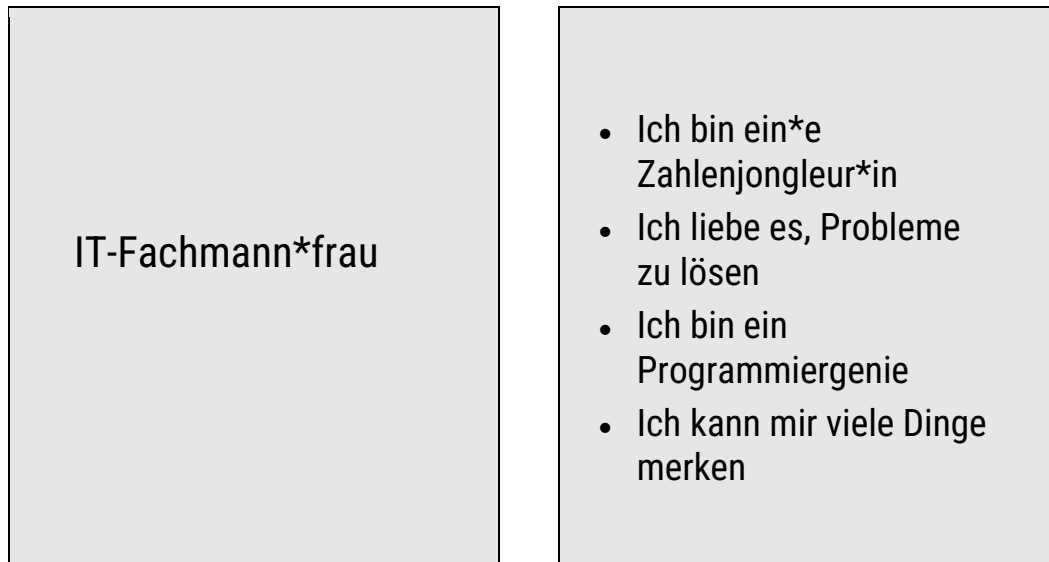 IT-Fachmann*frau
• Ich bin ein*e
Zahlenjongleur*in
• Ich liebe es, Probleme
zu lösen
• Ich bin ein
Programmiergenie
• Ich kann mir viele Dinge
merken